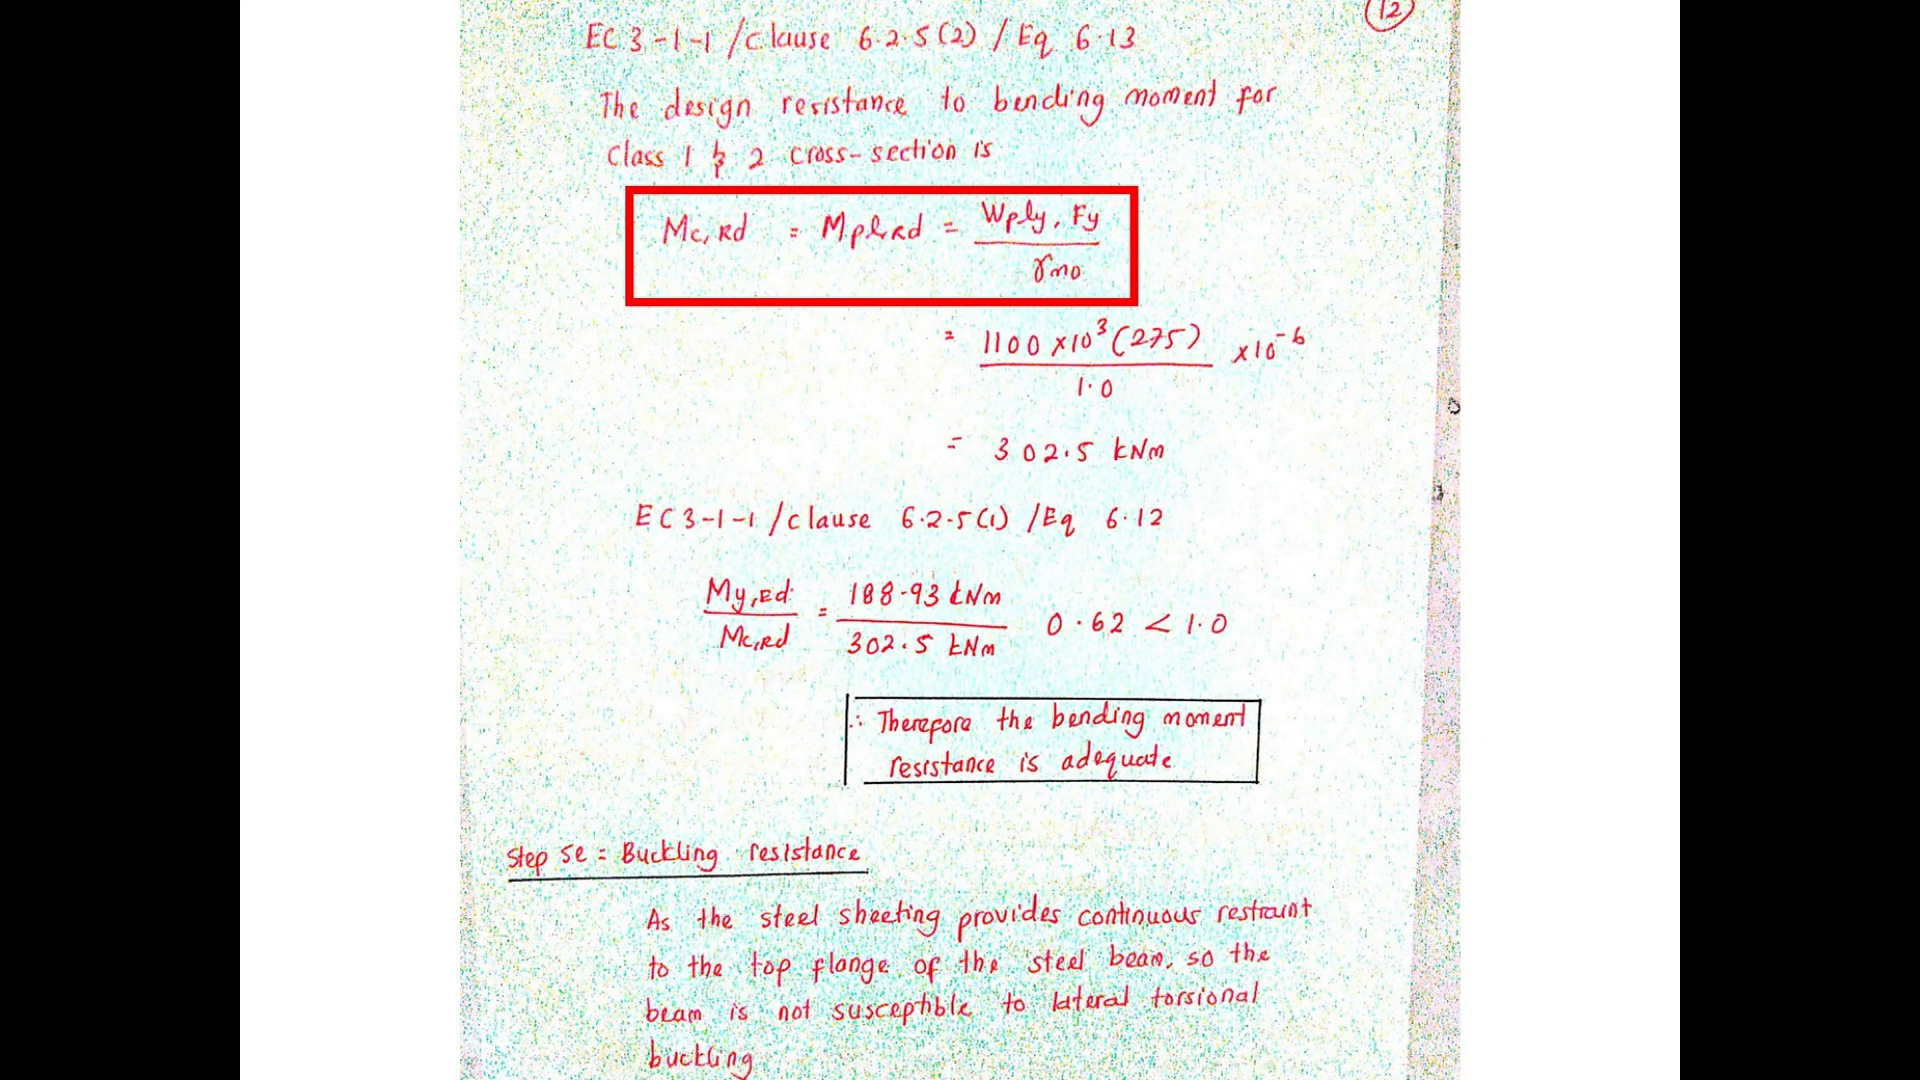 12
EC 3-1-1 / clause 6.2.5(2) / Eq 6.13
The design resistance to bending moment for
Class 1 & 2 cross-section is
Mc,Rd = Mpl,Rd = Wply, Fy / γmo
= 1100 x10³ (275) / 1.0 x10⁻⁶
= 302.5 kNm
EC 3-1-1 / clause 6.2.5(1) / Eq 6.12
My,Ed / Mc,Rd = 188.93 kNm / 302.5 kNm 0.62 < 1.0
∴ Therefore the bending moment
resistance is adequate
Step 5e = Buckling resistance
As the steel sheeting provides continuous restraint
to the top flange of the steel beam, so the
beam is not susceptible to lateral torsional
buckling